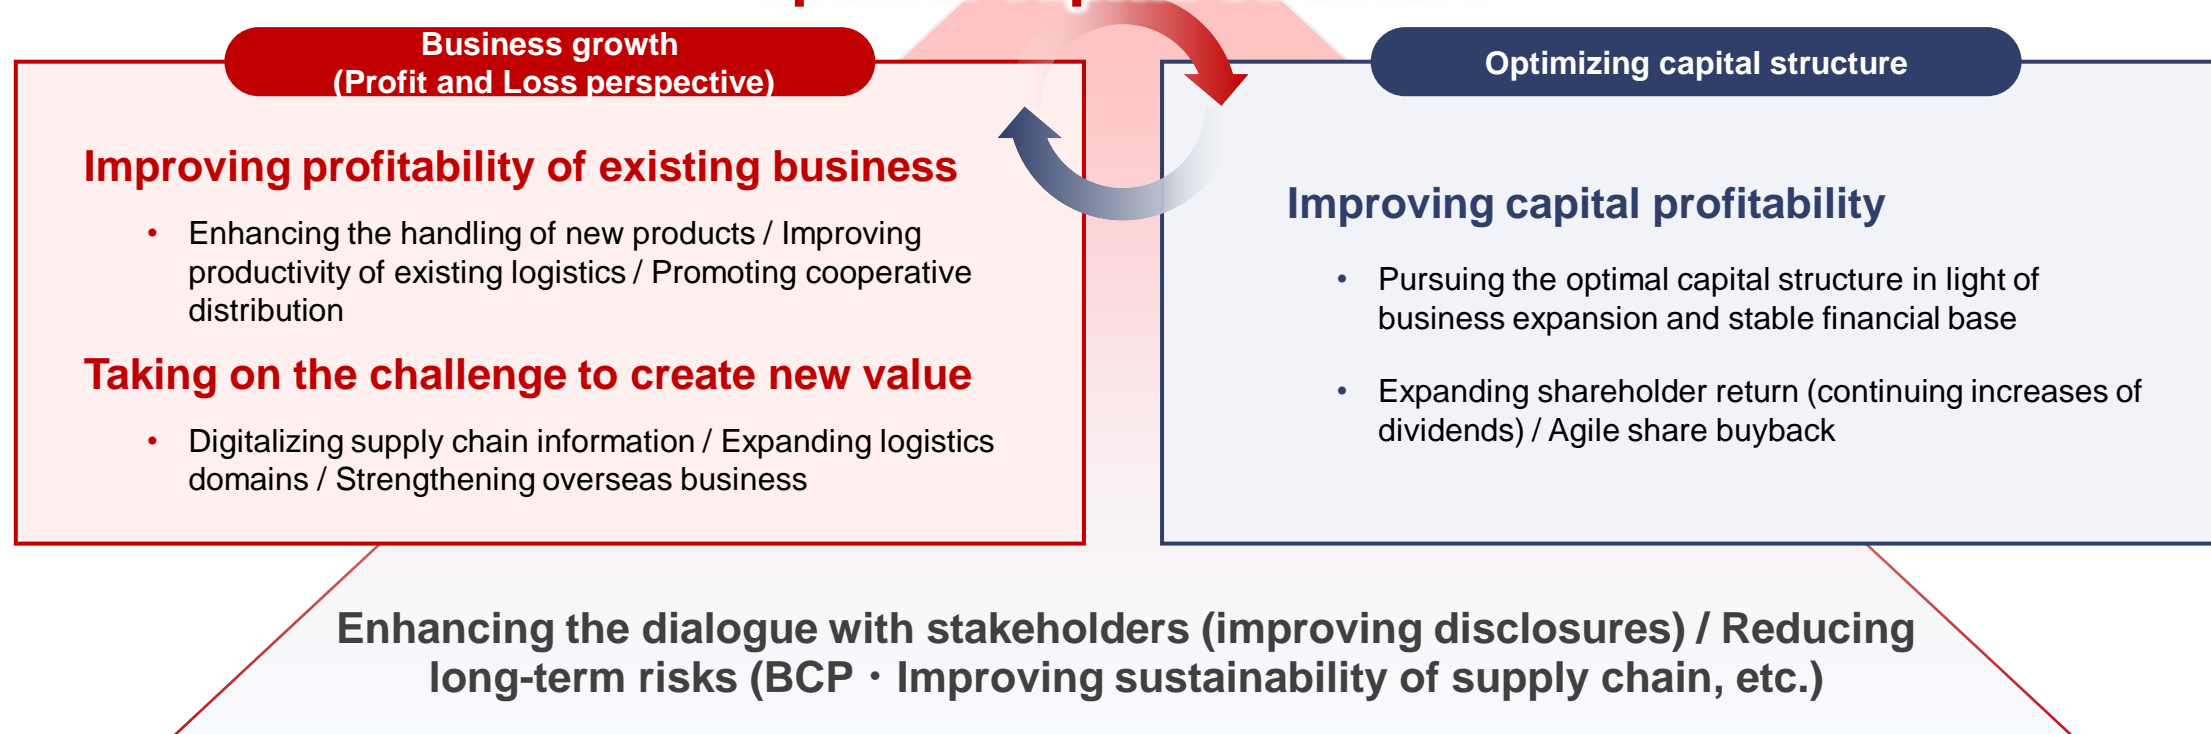 Business growth
(Profit and Loss perspective)
Improving profitability of existing business
• Enhancing the handling of new products / Improving
productivity of existing logistics / Promoting cooperative
distribution
Taking on the challenge to create new value
• Digitalizing supply chain information / Expanding logistics
domains / Strengthening overseas business
Optimizing capital structure
Improving capital profitability
• Pursuing the optimal capital structure in light of
business expansion and stable financial base
• Expanding shareholder return (continuing increases of
dividends) / Agile share buyback
Enhancing the dialogue with stakeholders (improving disclosures) / Reducing
long-term risks (BCP・Improving sustainability of supply chain, etc.)